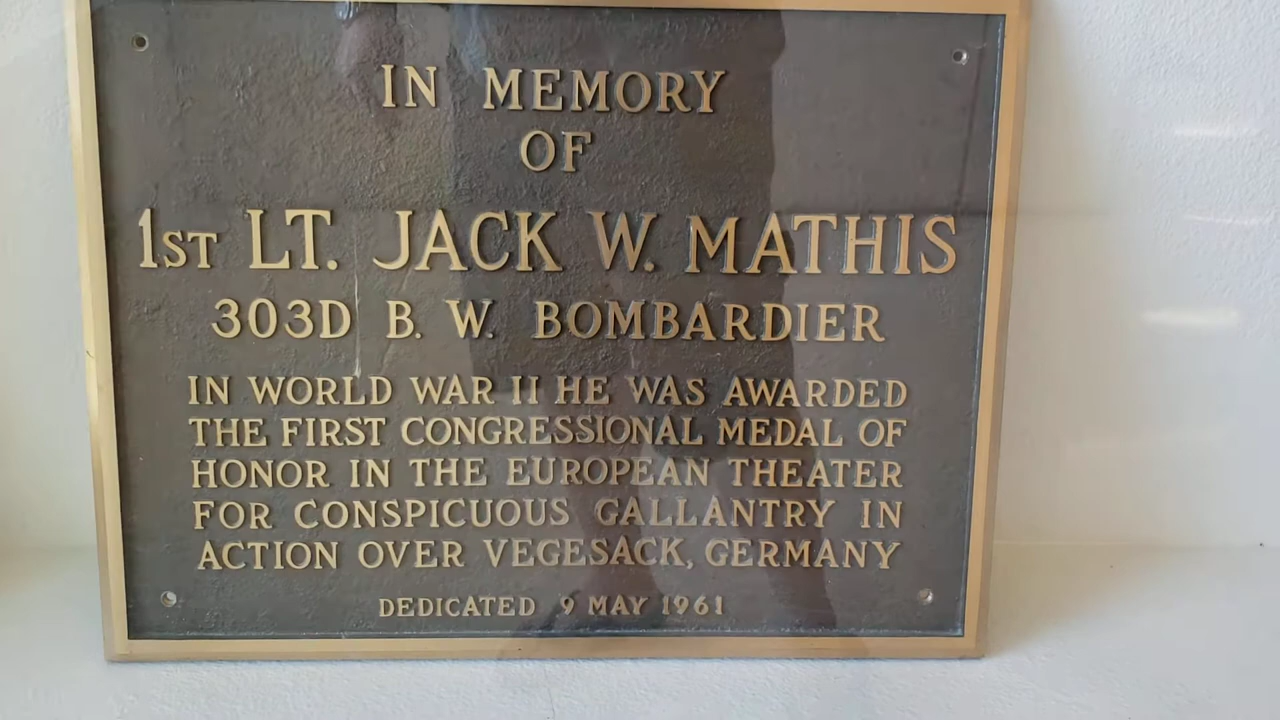 IN MEMORY
OF
1ST LT. JACK W. MATHIS
303D B. W. BOMBARDIER
IN WORLD WAR II HE WAS AWARDED
THE FIRST CONGRESSIONAL MEDAL OF
HONOR IN THE EUROPEAN THEATER
FOR CONSPICUOUS GALLANTRY IN
ACTION OVER VEGESACK, GERMANY
DEDICATED 9 MAY 1961